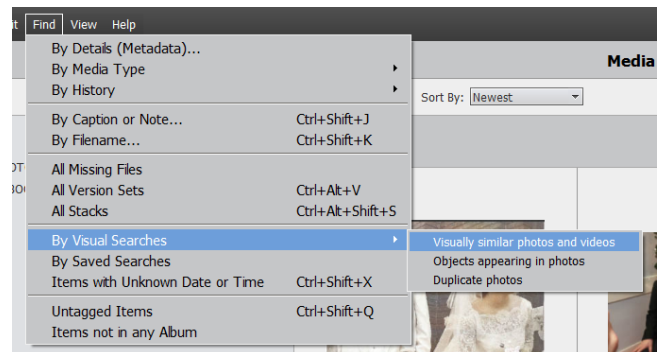 it Find View Help
Media
Sort By: Newest
By Details (Metadata)...
By Media Type
By History
By Caption or Note... Ctrl+Shift+J
By Filename... Ctrl+Shift+K
All Missing Files
All Version Sets Ctrl+Alt+V
All Stacks Ctrl+Alt+Shift+S
By Visual Searches
Visually similar photos and videos
Objects appearing in photos
Duplicate photos
By Saved Searches
Items with Unknown Date or Time Ctrl+Shift+X
Untagged Items Ctrl+Shift+Q
Items not in any Album